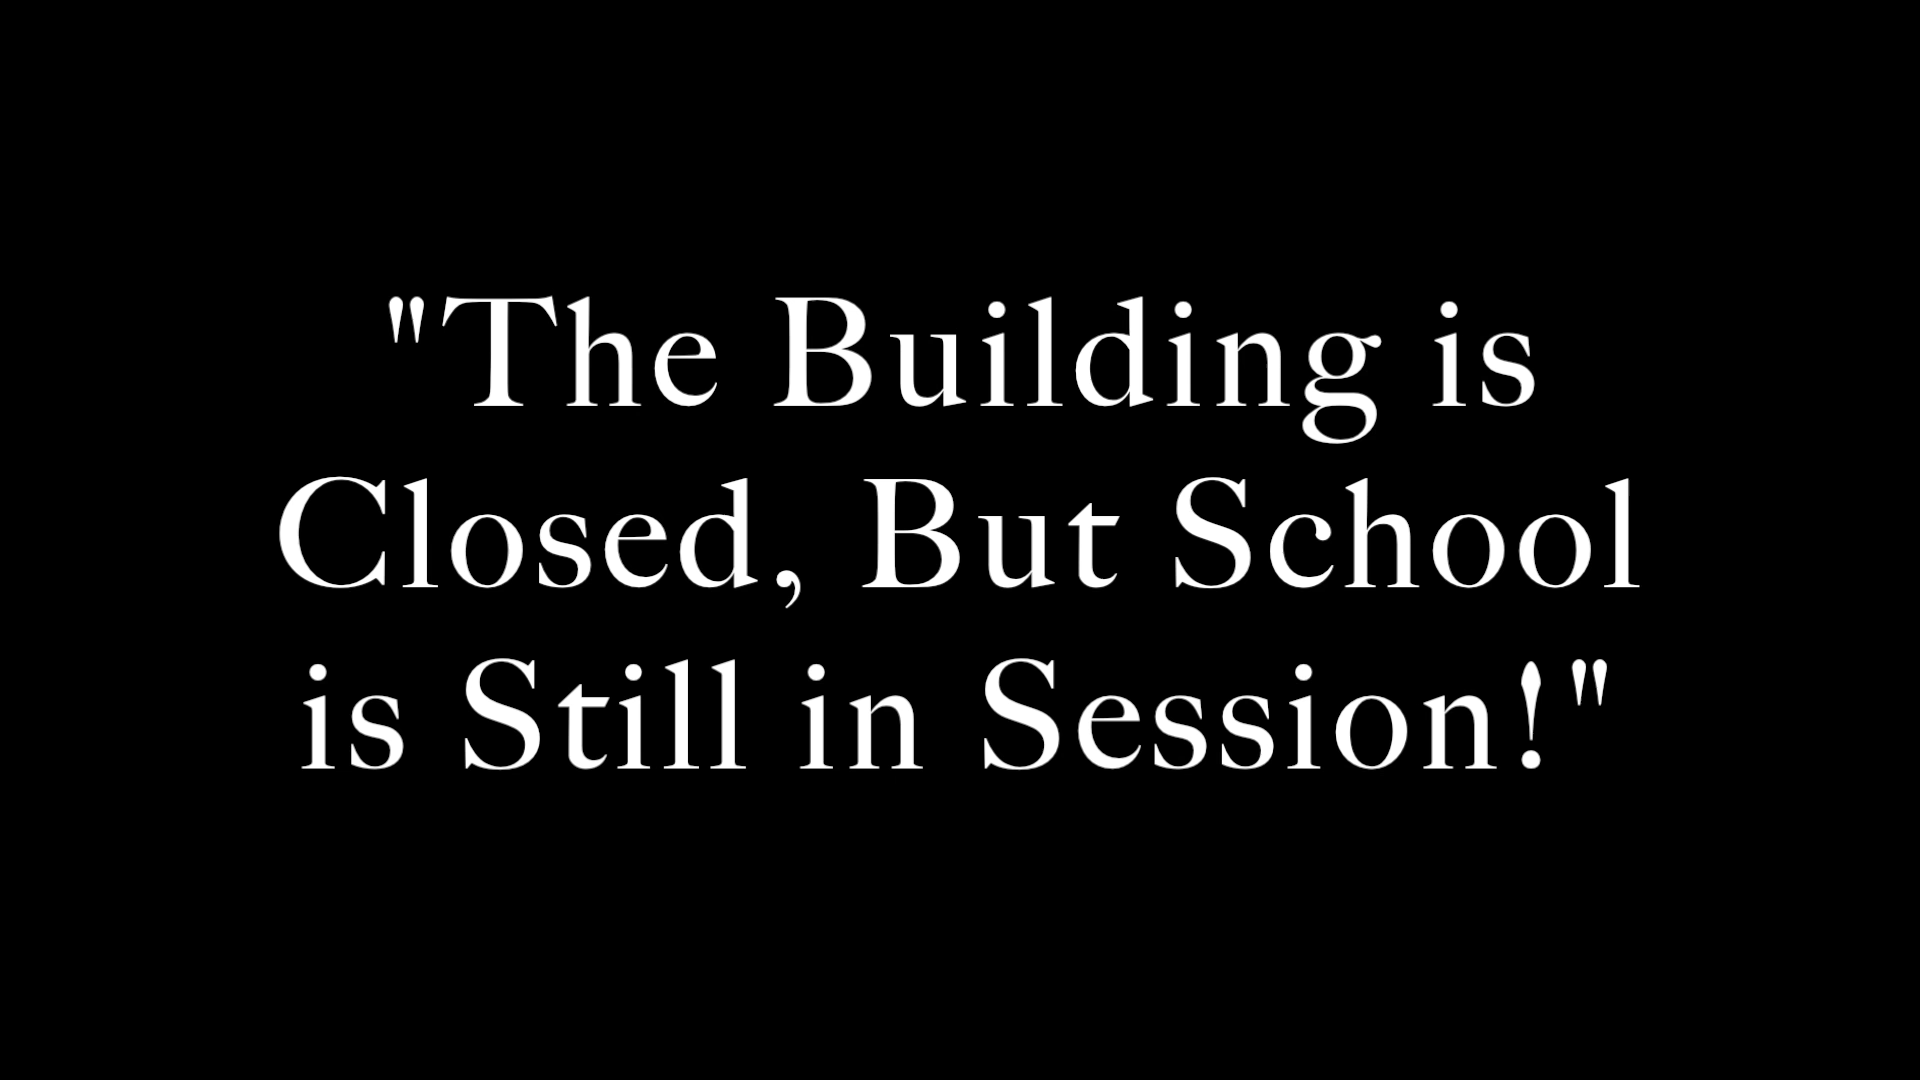 "The Building is
Closed, But School
is Still in Session!"